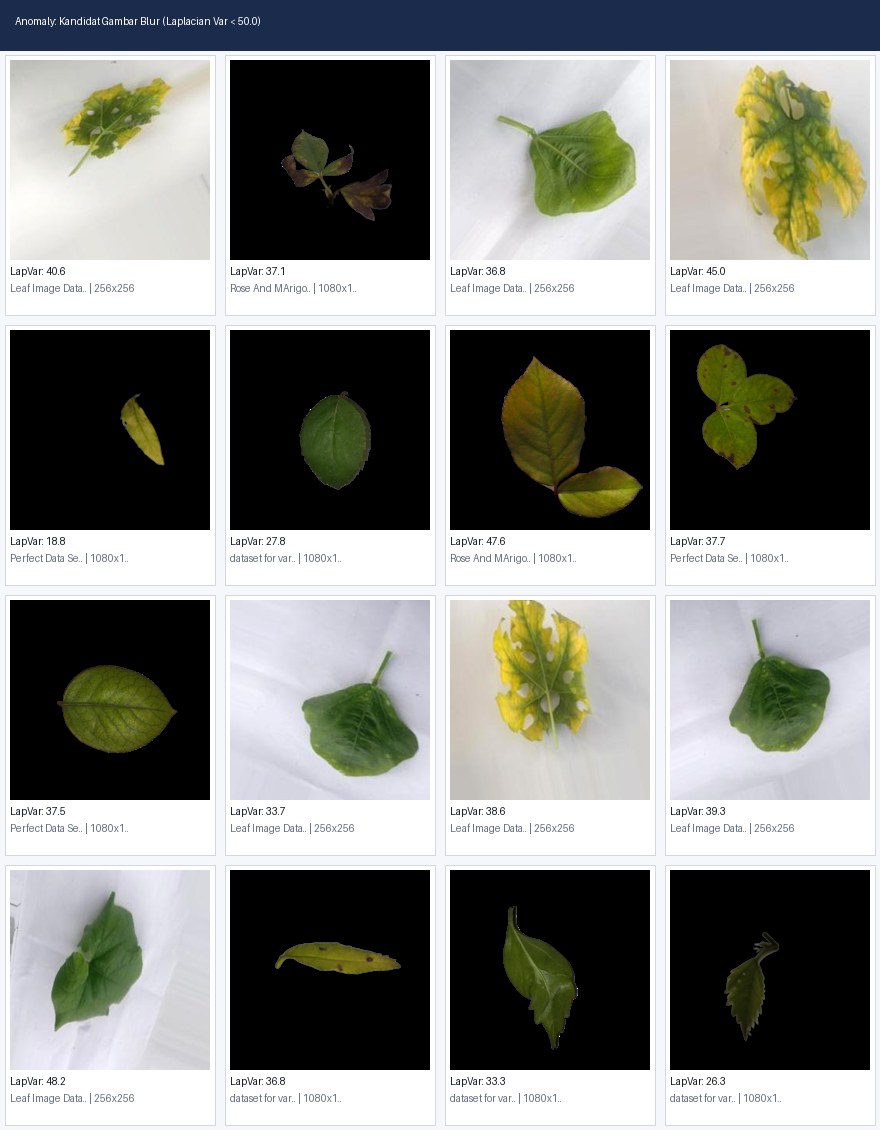 Anomaly: Kandidat Gambar Blur (Laplacian Var < 50.0)
LapVar: 40.6
Leaf Image Data.. | 256x256
LapVar: 37.1
Rose And MArigo.. | 1080x1..
LapVar: 36.8
Leaf Image Data.. | 256x256
LapVar: 45.0
Leaf Image Data.. | 256x256
LapVar: 18.8
Perfect Data Se.. | 1080x1..
LapVar: 27.8
dataset for var.. | 1080x1..
LapVar: 47.6
Rose And MArigo.. | 1080x1..
LapVar: 37.7
Perfect Data Se.. | 1080x1..
LapVar: 37.5
Perfect Data Se.. | 1080x1..
LapVar: 33.7
Leaf Image Data.. | 256x256
LapVar: 38.6
Leaf Image Data.. | 256x256
LapVar: 39.3
Leaf Image Data.. | 256x256
LapVar: 48.2
Leaf Image Data.. | 256x256
LapVar: 36.8
dataset for var.. | 1080x1..
LapVar: 33.3
dataset for var.. | 1080x1..
LapVar: 26.3
dataset for var.. | 1080x1..